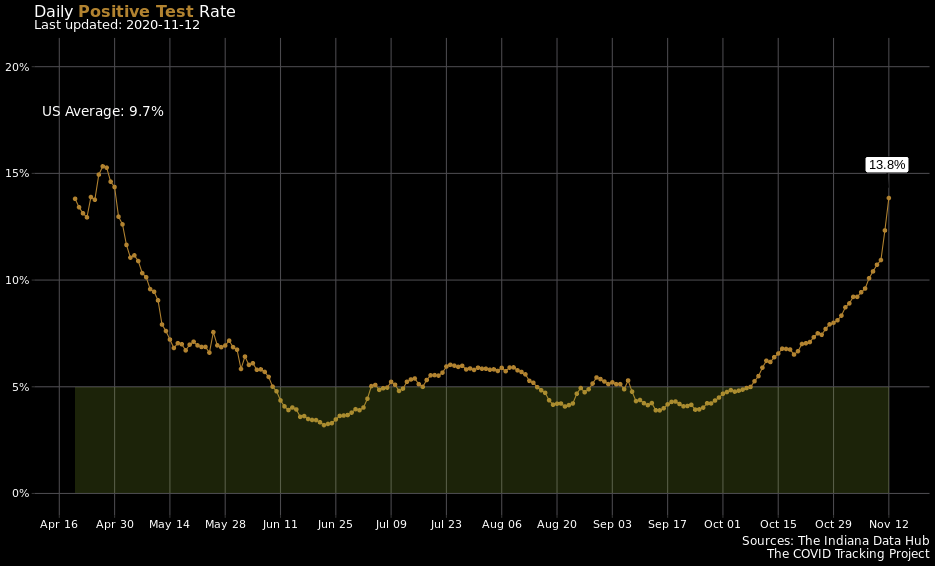 Daily Positive Test Rate
Last updated: 2020-11-12
20%
US Average: 9.7%
13.8%
15%
10%
5%
0%
Apr 16 Apr 30 May 14 May 28 Jun 11 Jun 25 Jul 09 Jul 23 Aug 06 Aug 20 Sep 03 Sep 17 Oct 01 Oct 15 Oct 29 Nov 12
Sources: The Indiana Data Hub
The COVID Tracking Project